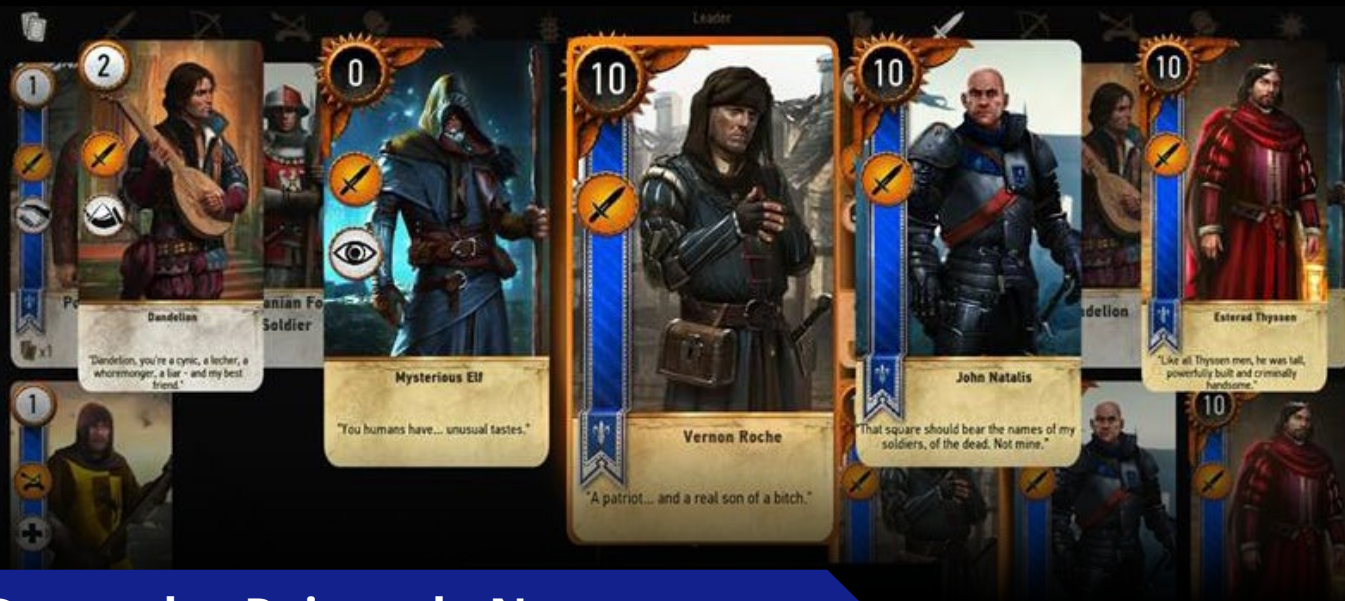 Leader
1
2
Dandelion
"Dandelion, you're a cynic, a lecher, a
whoremonger, a liar - and my best
friend."
x1
Soldier
0
Mysterious Elf
"You humans have... unusual tastes."
10
Vernon Roche
"A patriot... and a real son of a bitch."
10
John Natalis
"That square should bear the names of my
soldiers, of the dead. Not mine."
10
Esterad Thyssen
"Like all Thyssen men, he was tall,
powerfully built and criminally
handsome."
1
10